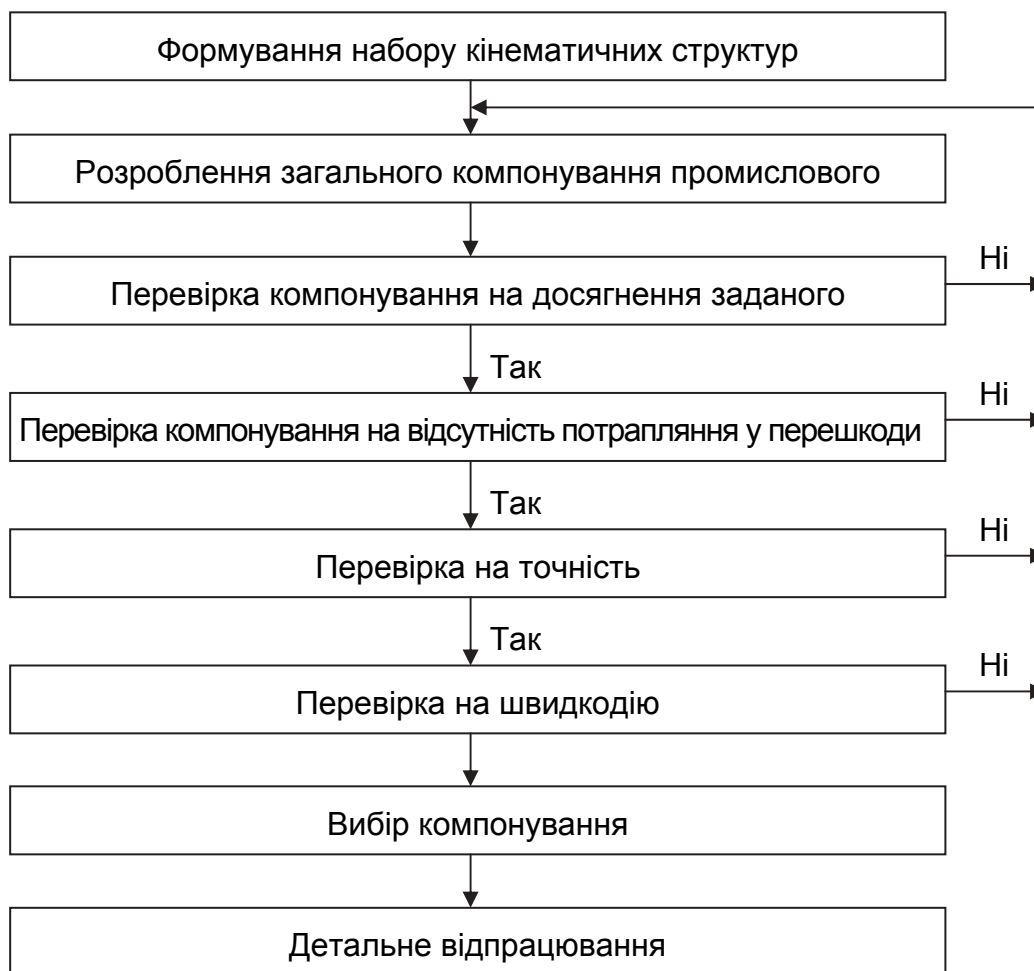 Формування набору кінематичних структур
Розроблення загального компонування промислового
Ні
Перевірка компонування на досягнення заданого
Так
Ні
Перевірка компонування на відсутність потрапляння у перешкоди
Так
Ні
Перевірка на точність
Так
Ні
Перевірка на швидкодію
Вибір компонування
Детальне відпрацювання